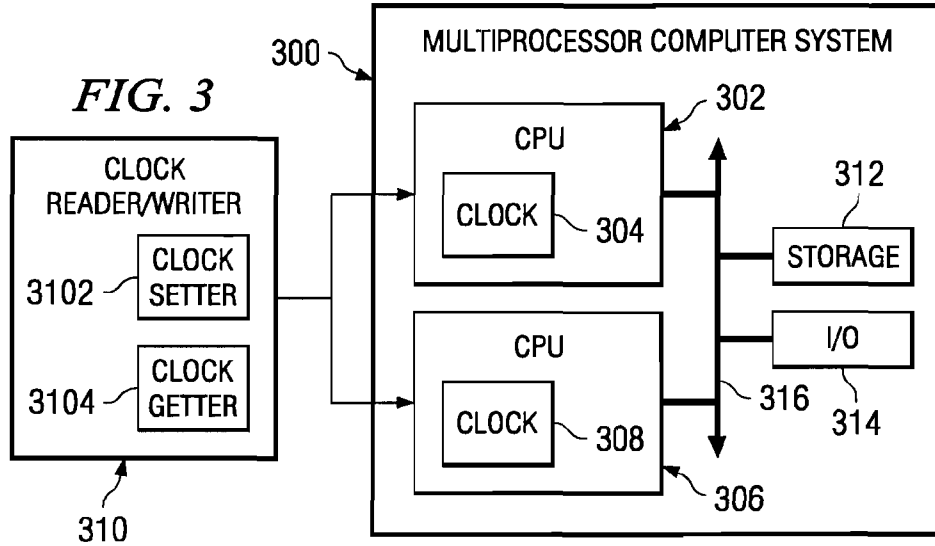 FIG. 3
300
MULTIPROCESSOR COMPUTER SYSTEM
CLOCK
READER/WRITER
3102
CLOCK
SETTER
3104
CLOCK
GETTER
310
302
CPU
CLOCK
304
CPU
CLOCK
308
306
312
STORAGE
I/O
314
316